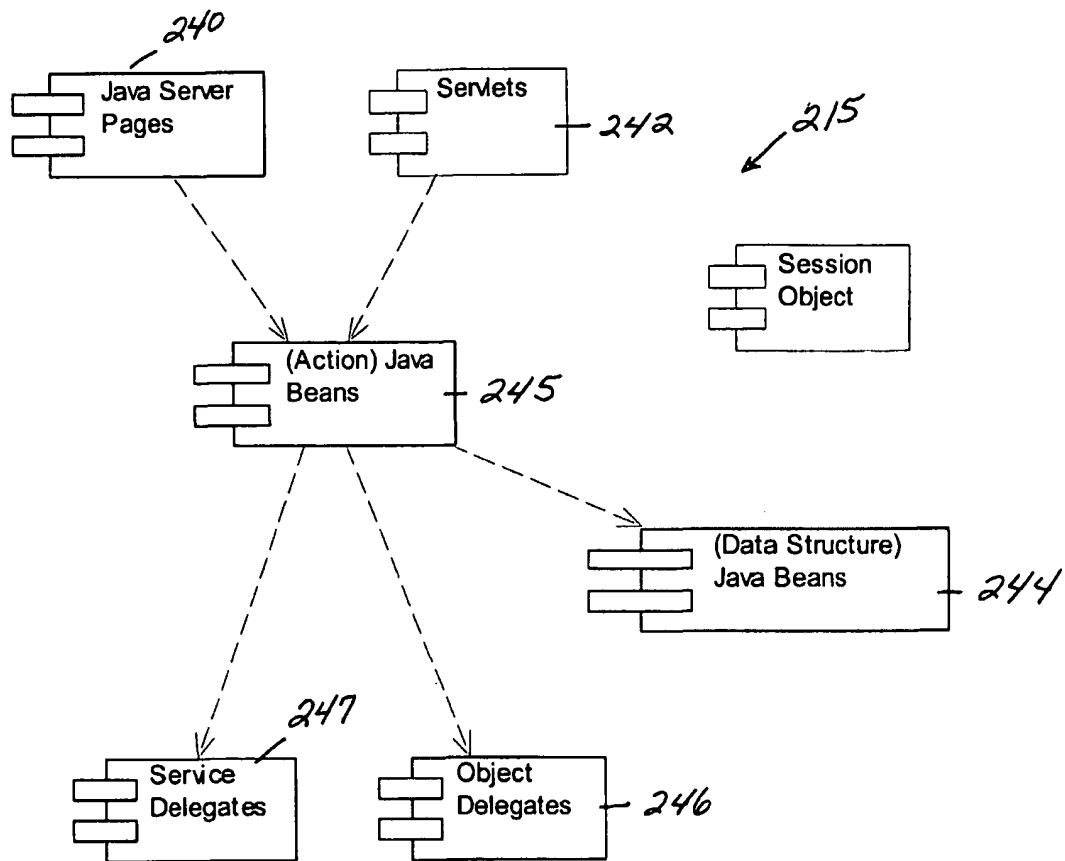 240
Java Server
Pages
Servlets
242
215
Session
Object
(Action) Java
Beans
245
(Data Structure)
Java Beans
244
247
Service
Delegates
Object
Delegates
246